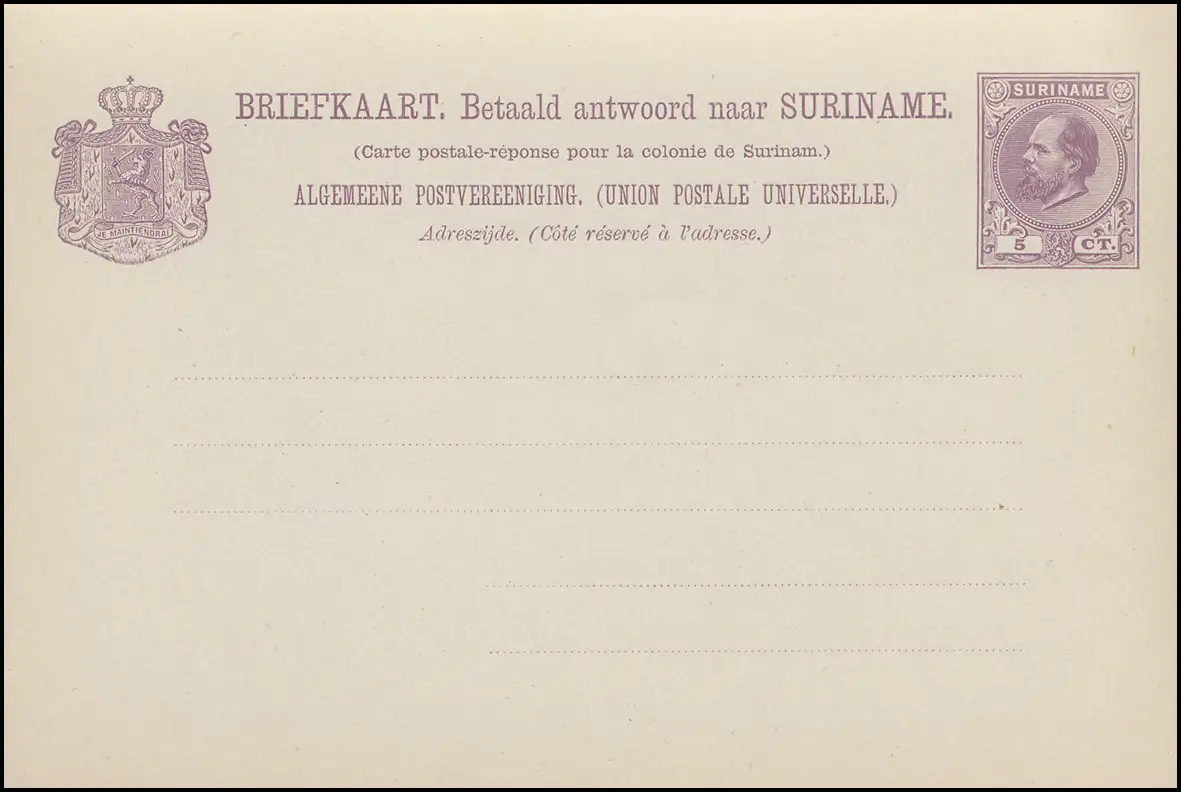 BRIEFKAART. Betaald antwoord naar SURINAME.
(Carte postale-réponse pour la colonie de Surinam.)
ALGEMEENE POSTVEREENIGING. (UNION POSTALE UNIVERSELLE.)
Adreszijde. (Côté réservé à l'adresse.)
JE MAINTIENDRAI
SURINAME
5 CT.